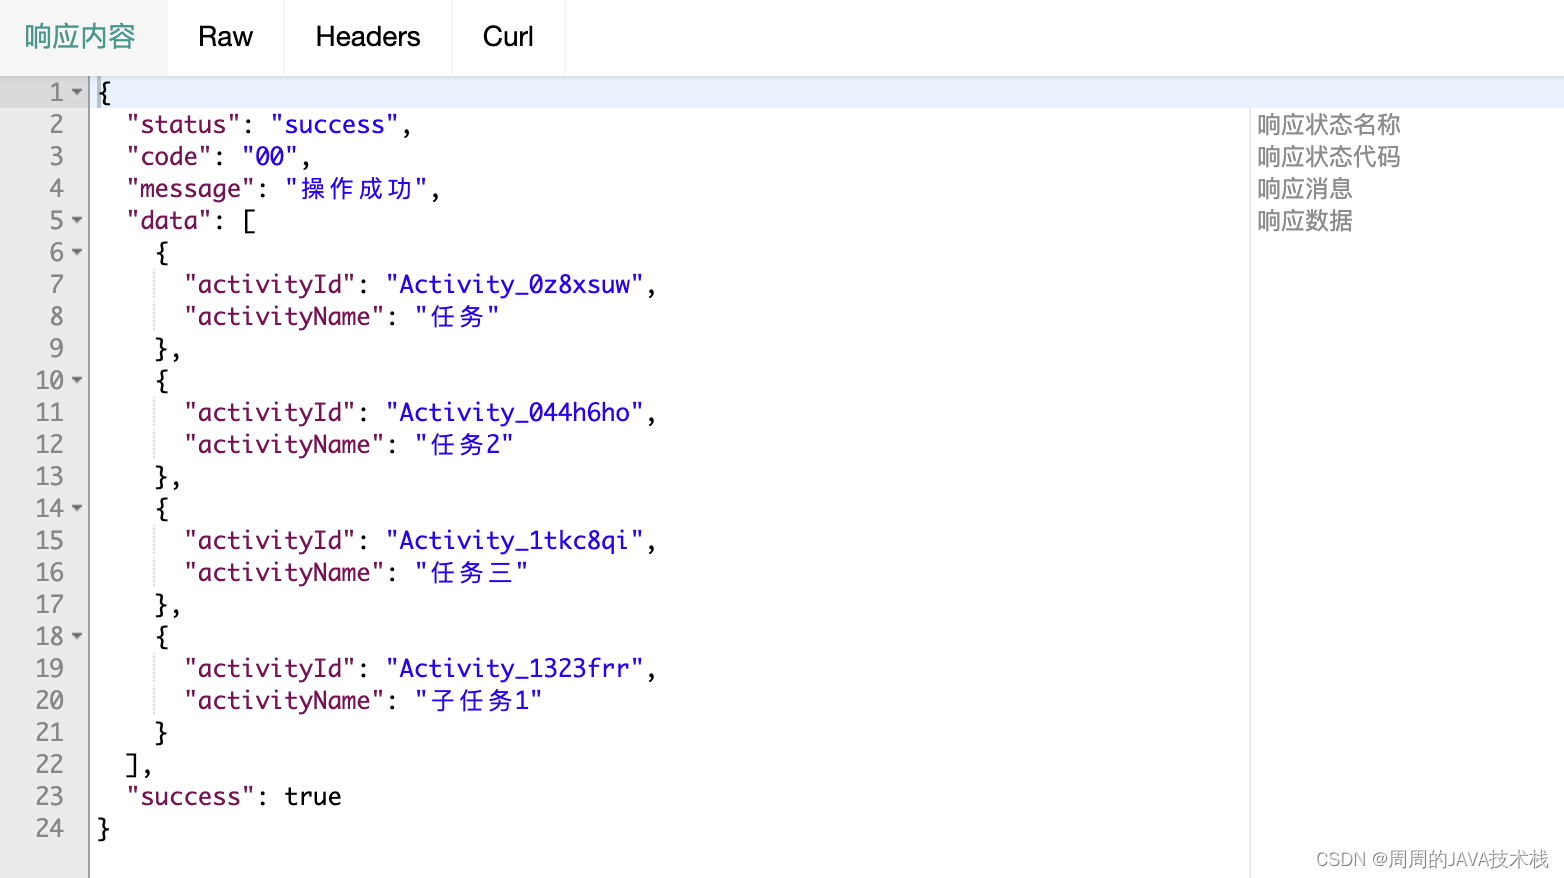 响应内容 Raw Headers Curl
1 {
2 "status": "success", 响应状态名称
3 "code": "00", 响应状态代码
4 "message": "操作成功", 响应消息
5 "data": [ 响应数据
6 {
7 "activityId": "Activity_0z8xsuw",
8 "activityName": "任务"
9 },
10 {
11 "activityId": "Activity_044h6ho",
12 "activityName": "任务2"
13 },
14 {
15 "activityId": "Activity_1tkc8qi",
16 "activityName": "任务三"
17 },
18 {
19 "activityId": "Activity_1323frr",
20 "activityName": "子任务1"
21 }
22 ],
23 "success": true
24 }
CSDN @周周的JAVA技术栈